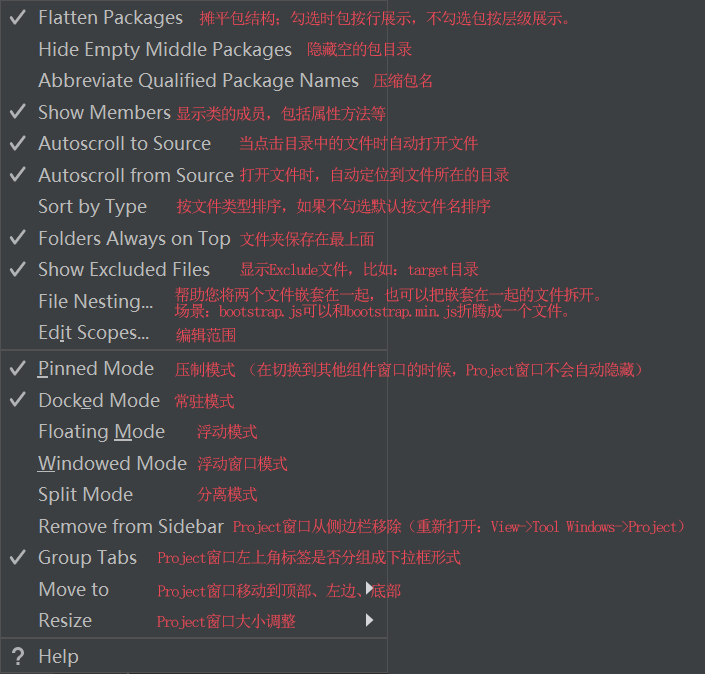 Flatten Packages 摊平包结构；勾选时包按行展示，不勾选包按层级展示。
Hide Empty Middle Packages 隐藏空的包目录
Abbreviate Qualified Package Names 压缩包名
Show Members 显示类的成员，包括属性方法等
Autoscroll to Source 当点击目录中的文件时自动打开文件
Autoscroll from Source 打开文件时，自动定位到文件所在的目录
Sort by Type 按文件类型排序，如果不勾选默认按文件名排序
Folders Always on Top 文件夹保存在最上面
Show Excluded Files 显示Exclude文件，比如：target目录
File Nesting... 帮助您将两个文件嵌套在一起，也可以把嵌套在一起的文件拆开。
场景：bootstrap.js可以和bootstrap.min.js折腾成一个文件。
Edit Scopes... 编辑范围
Pinned Mode 压制模式 （在切换到其他组件窗口的时候，Project窗口不会自动隐藏）
Docked Mode 常驻模式
Floating Mode 浮动模式
Windowed Mode 浮动窗口模式
Split Mode 分离模式
Remove from Sidebar Project窗口从侧边栏移除（重新打开：View->Tool Windows->Project）
Group Tabs Project窗口左上角标签是否分组成下拉框形式
Move to Project窗口移动到顶部、左边、底部
Resize Project窗口大小调整
? Help